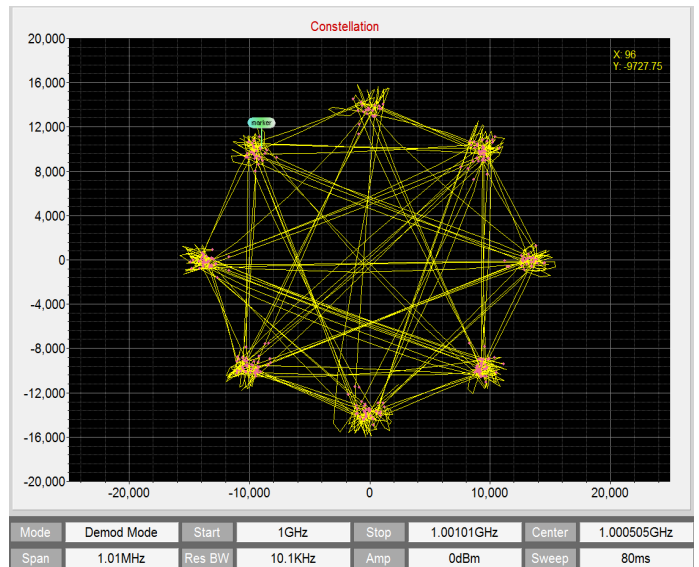 Constellation
20,000
16,000
12,000
8,000
4,000
0
-4,000
-8,000
-12,000
-16,000
-20,000
X: 96
Y: -9727.75
marker
-20,000 -10,000 0 10,000 20,000
Mode Demod Mode Start 1GHz Stop 1.00101GHz Center 1.000505GHz
Span 1.01MHz Res BW 10.1KHz Amp 0dBm Sweep 80ms